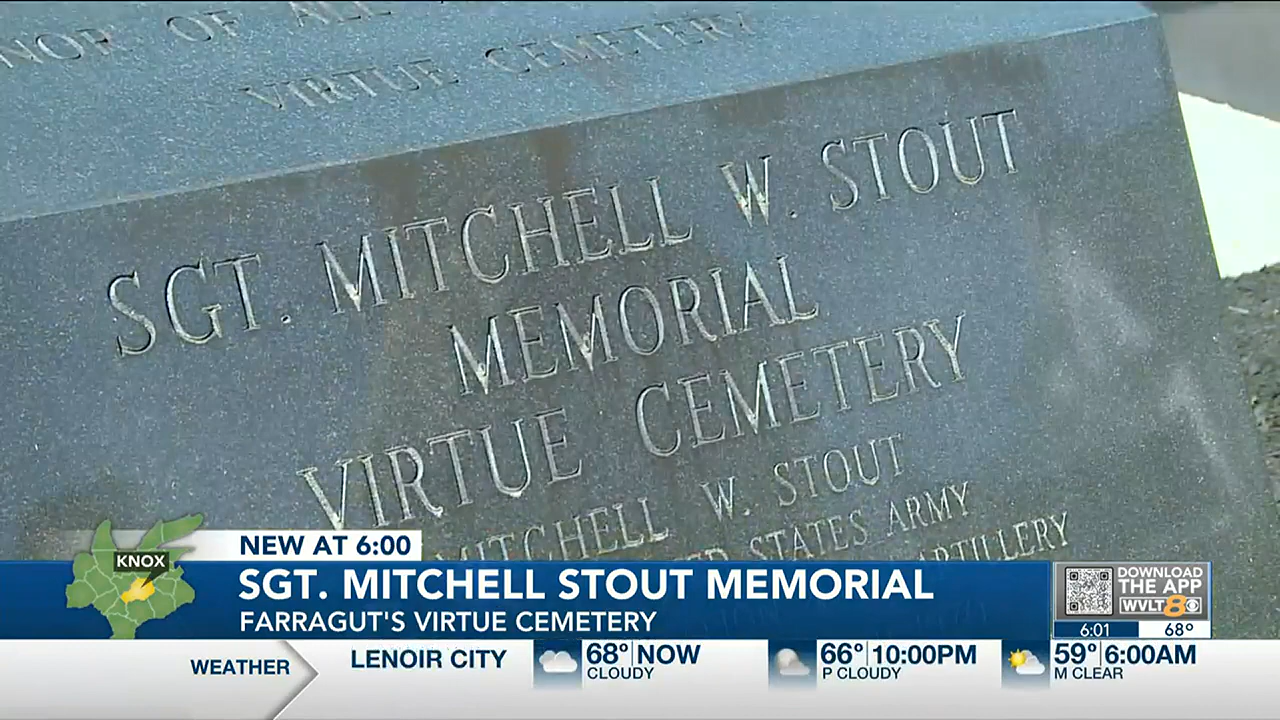 OF ALL
VIRTUE CEMETERY
SGT. MITCHELL W. STOUT
MEMORIAL
VIRTUE CEMETERY
MITCHELL W. STOUT
STATES ARMY
ARTILLERY
KNOX
NEW AT 6:00
SGT. MITCHELL STOUT MEMORIAL
FARRAGUT'S VIRTUE CEMETERY
DOWNLOAD
THE APP
WVLT8
6:01 68°
WEATHER
LENOIR CITY
68° NOW
CLOUDY
66° 10:00PM
P CLOUDY
59° 6:00AM
M CLEAR